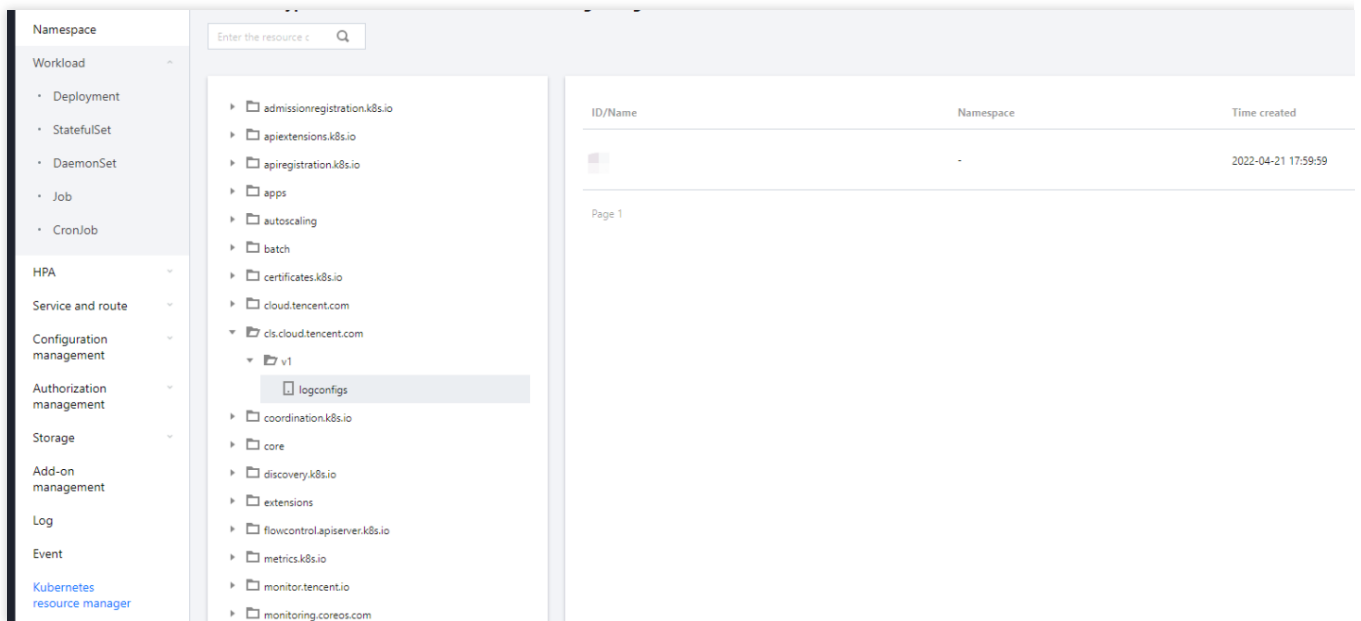 Namespace
Workload
Deployment
StatefulSet
DaemonSet
Job
CronJob
HPA
Service and route
Configuration
management
Authorization
management
Storage
Add-on
management
Log
Event
Kubernetes
resource manager
Enter the resource c
admissionregistration.k8s.io
apiextensions.k8s.io
apiregistration.k8s.io
apps
autoscaling
batch
certificates.k8s.io
cloud.tencent.com
cls.cloud.tencent.com
v1
logconfigs
coordination.k8s.io
core
discovery.k8s.io
extensions
flowcontrol.apiserver.k8s.io
metrics.k8s.io
monitor.tencent.io
monitoring.coreos.com
ID/Name Namespace Time created
- 2022-04-21 17:59:59
Page 1